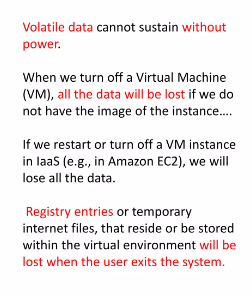 Volatile data cannot sustain without
power.
When we turn off a Virtual Machine
(VM), all the data will be lost if we do
not have the image of the instance….
If we restart or turn off a VM instance
in IaaS (e.g., in Amazon EC2), we will
lose all the data.
Registry entries or temporary
internet files, that reside or be stored
within the virtual environment will be
lost when the user exits the system.